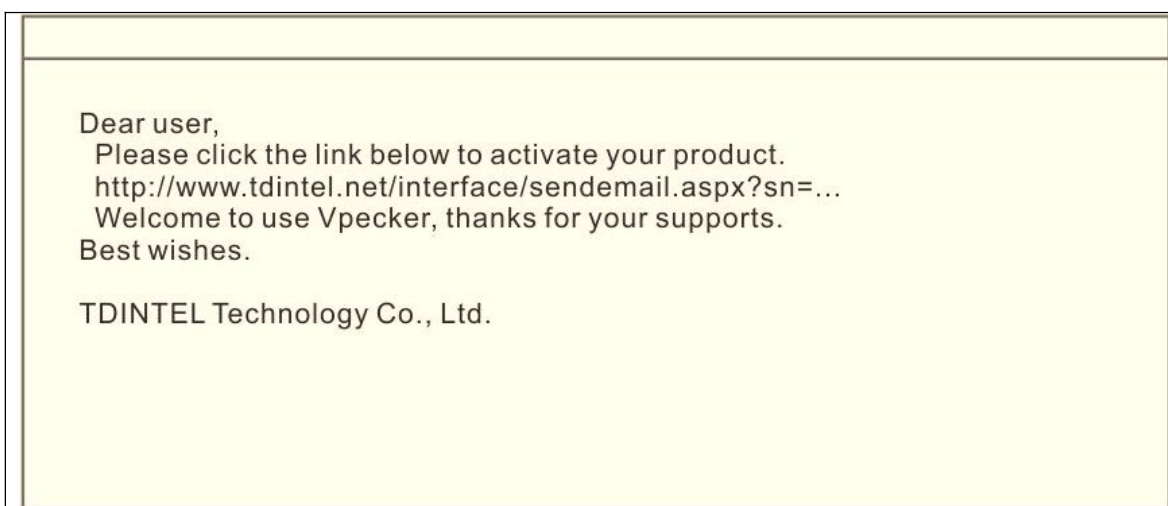 Dear user,
Please click the link below to activate your product.
http://www.tdintel.net/interface/sendemail.aspx?sn=...
Welcome to use Vpecker, thanks for your supports.
Best wishes.
TDINTEL Technology Co., Ltd.